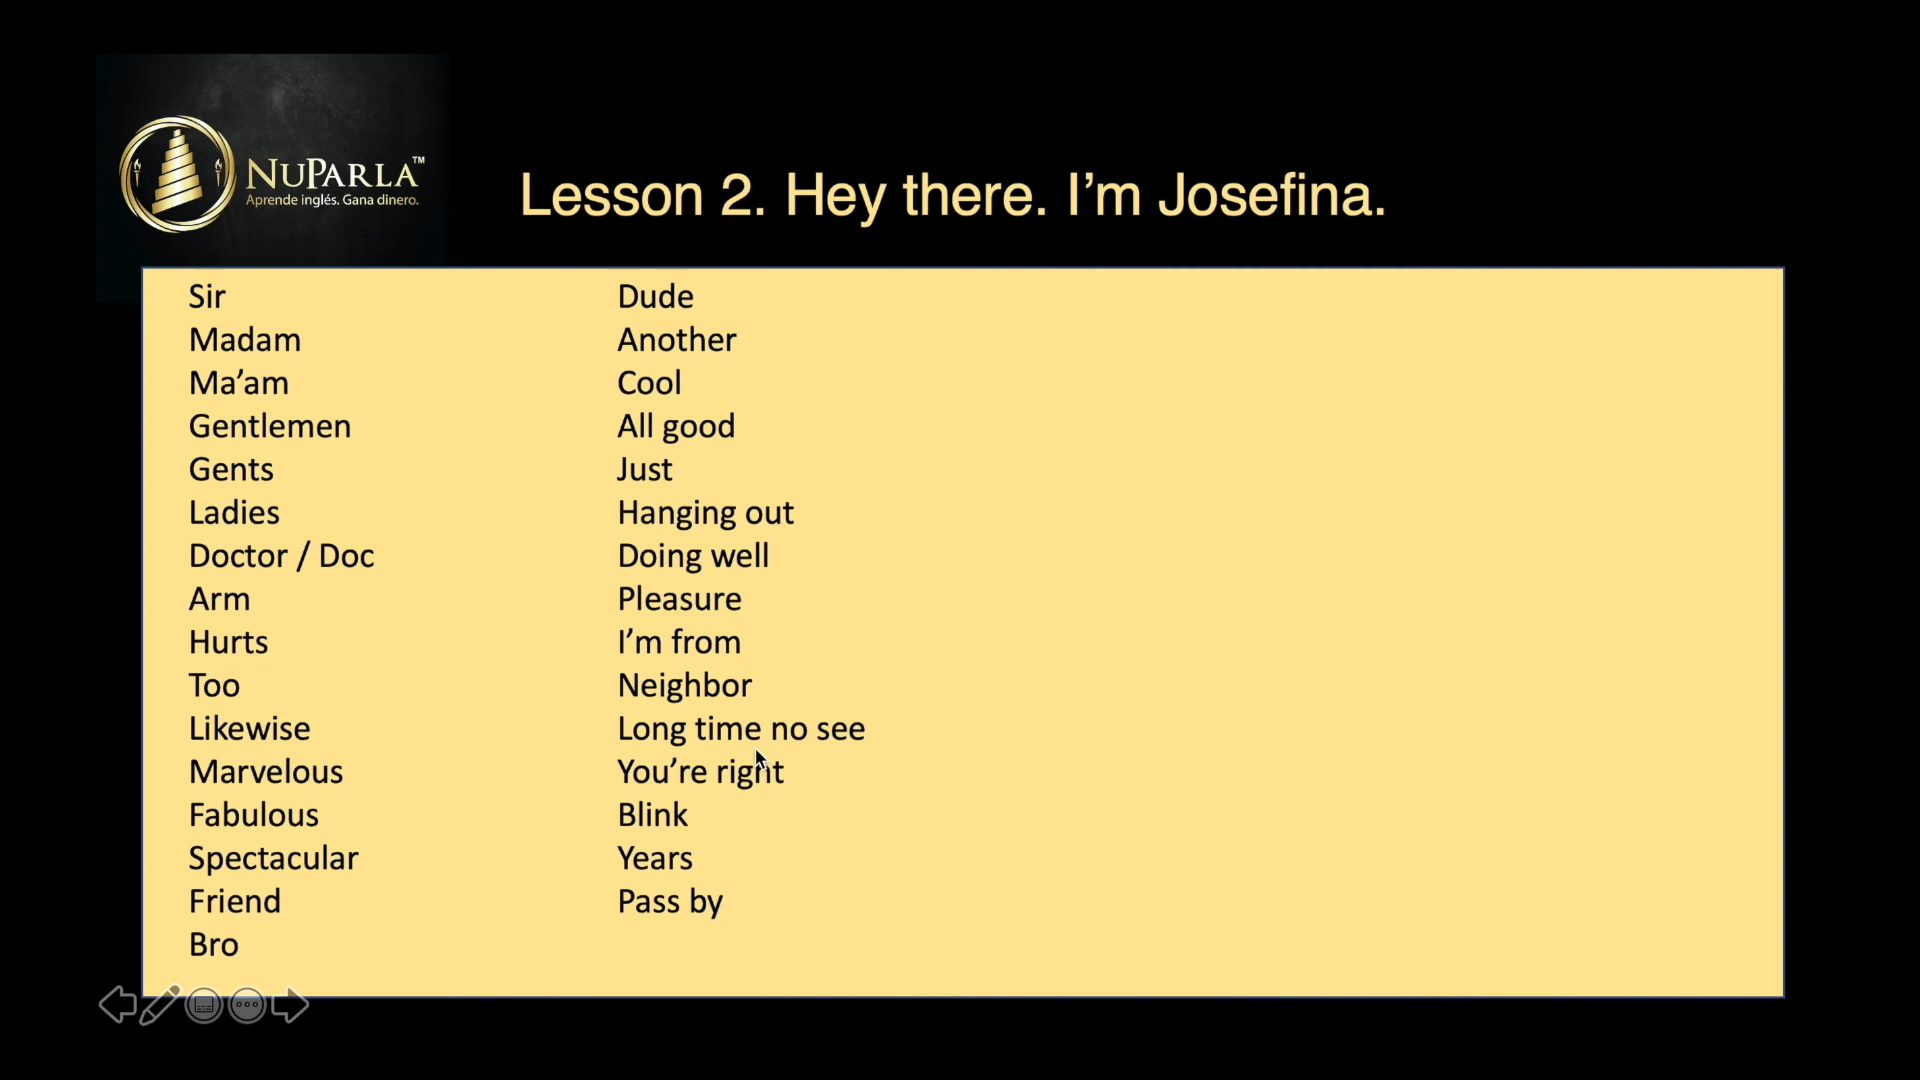 NUPARLA™
Aprende inglés. Gana dinero.
Lesson 2. Hey there. I’m Josefina.
Sir
Madam
Ma’am
Gentlemen
Gents
Ladies
Doctor / Doc
Arm
Hurts
Too
Likewise
Marvelous
Fabulous
Spectacular
Friend
Bro
Dude
Another
Cool
All good
Just
Hanging out
Doing well
Pleasure
I’m from
Neighbor
Long time no see
You’re right
Blink
Years
Pass by